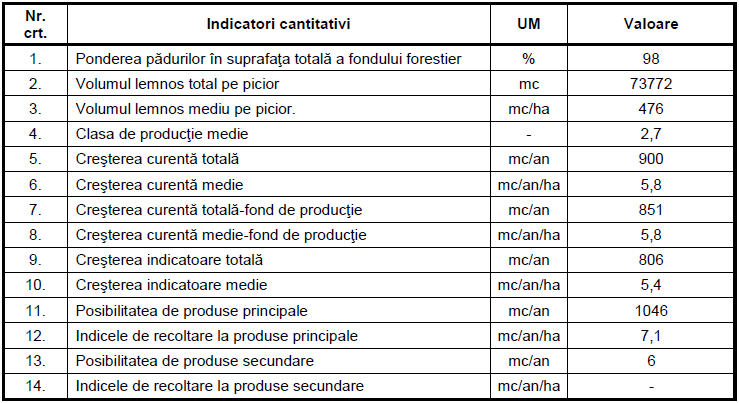 Nr. crt. Indicatori cantitativi UM Valoare
1. Ponderea pădurilor în suprafaţa totală a fondului forestier % 98
2. Volumul lemnos total pe picior mc 73772
3. Volumul lemnos mediu pe picior. mc/ha 476
4. Clasa de producţie medie - 2,7
5. Creşterea curentă totală mc/an 900
6. Creşterea curentă medie mc/an/ha 5,8
7. Creşterea curentă totală-fond de producţie mc/an 851
8. Creşterea curentă medie-fond de producţie mc/an/ha 5,8
9. Creşterea indicatoare totală mc/an 806
10. Creşterea indicatoare medie mc/an/ha 5,4
11. Posibilitatea de produse principale mc/an 1046
12. Indicele de recoltare la produse principale mc/an/ha 7,1
13. Posibilitatea de produse secundare mc/an 6
14. Indicele de recoltare la produse secundare mc/an/ha -